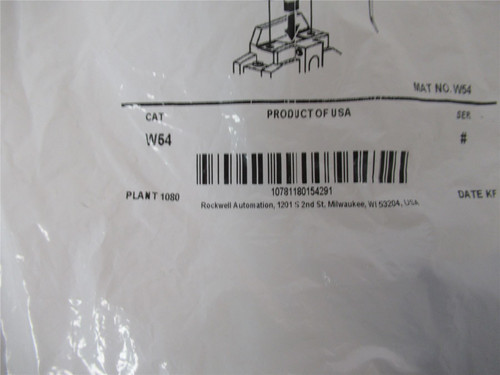 MAT NO. W54
CAT PRODUCT OF USA SER
W54 #
10781180154291
PLANT 1080 DATE KF
Rockwell Automation, 1201 S 2nd St, Milwaukee, WI 53204, USA